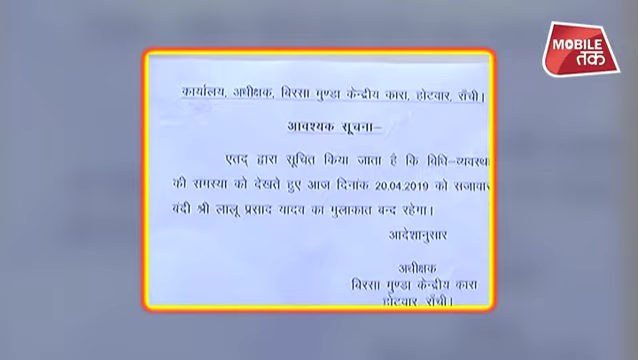 MOBILE
तक
कार्यालय, अधीक्षक, बिरसा मुण्डा केन्द्रीय कारा, होटवार, राँची।
आवश्यक सूचना–
एतद् द्वारा सूचित किया जाता है कि विधि–व्यवस्था
की समस्या को देखते हुए आज दिनांक 20.04.2019 को सजावार
बंदी श्री लालू प्रसाद यादव का मुलाकात बन्द रहेगा।
आदेशानुसार
अधीक्षक
बिरसा मुण्डा केन्द्रीय कारा
होटवार राँची।